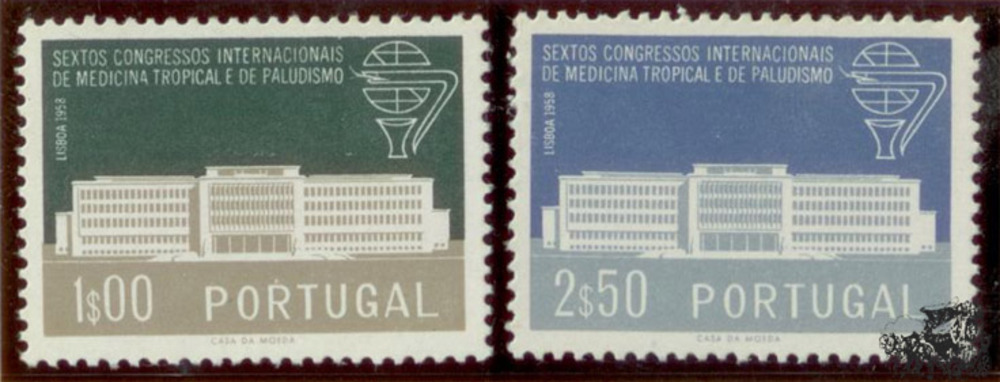 SEXTOS CONGRESSOS INTERNACIONAIS
DE MEDICINA TROPICAL E DE PALUDISMO
LISBOA 1958
1$00 PORTUGAL
CASA DA MOEDA
SEXTOS CONGRESSOS INTERNACIONAIS
DE MEDICINA TROPICAL E DE PALUDISMO
LISBOA 1958
2$50 PORTUGAL
CASA DA MOEDA